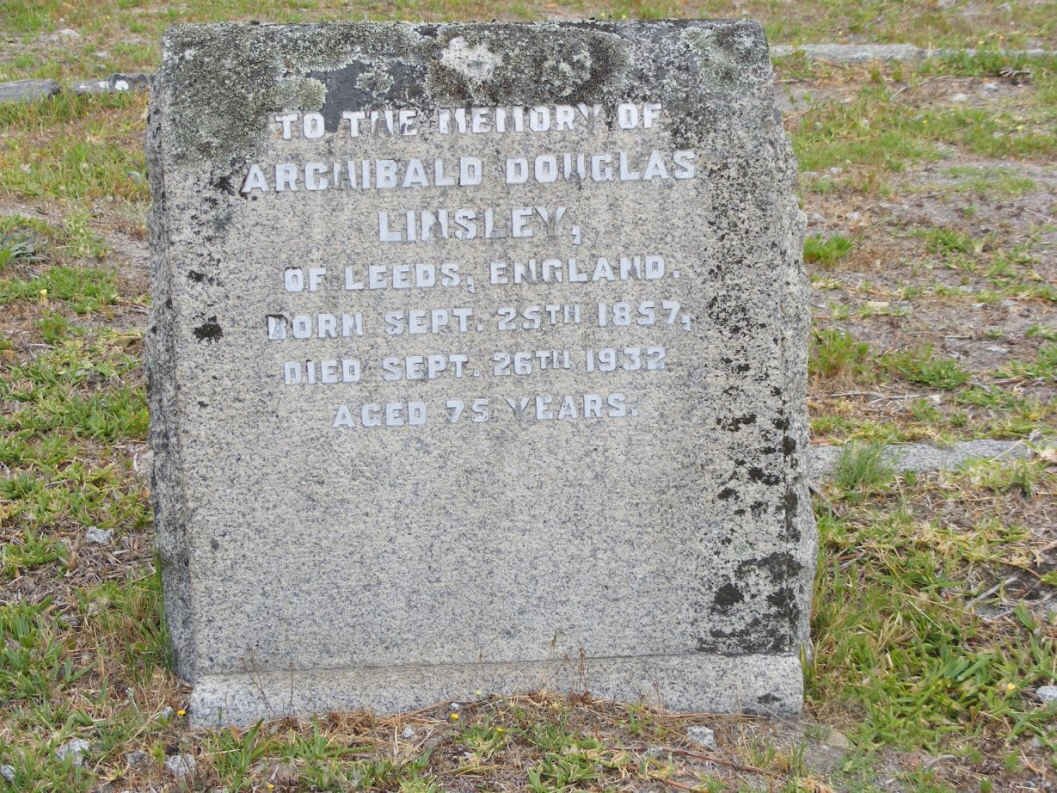 TO THE MEMORY OF
ARCHIBALD DOUGLAS
LINSLEY,
OF LEEDS, ENGLAND.
BORN SEPT. 25TH 1857,
DIED SEPT. 26TH 1932
AGED 75 YEARS.